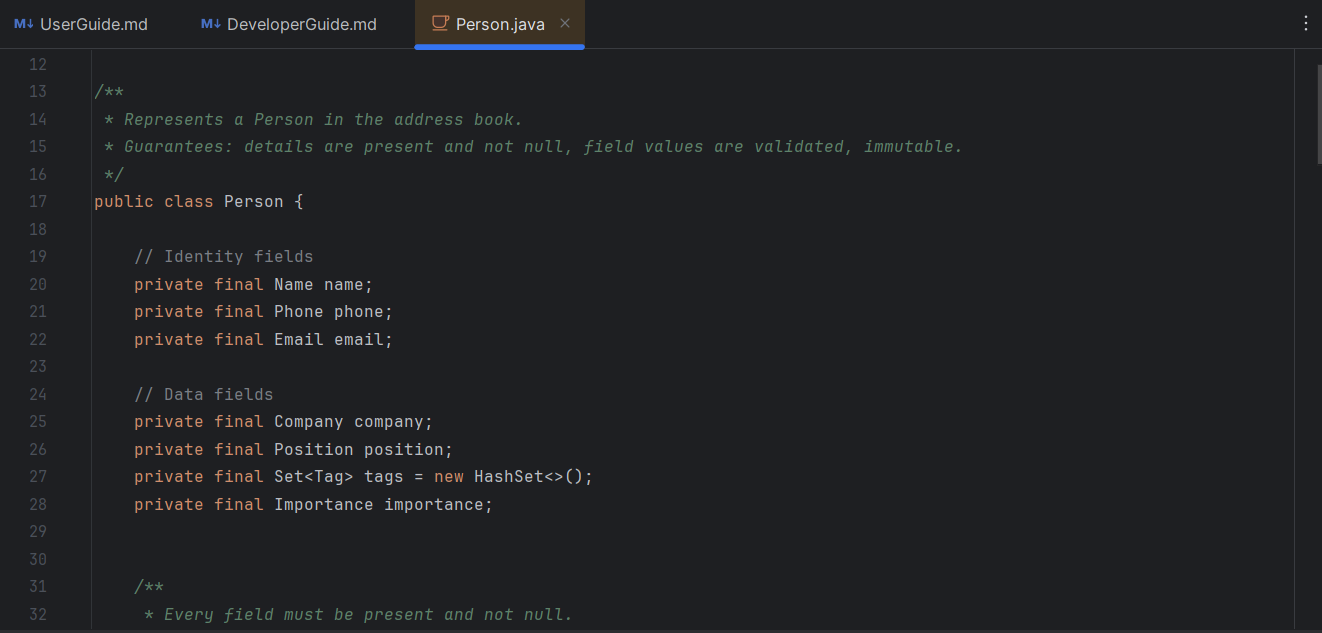 M↓ UserGuide.md M↓ DeveloperGuide.md Person.java ×
12
13 /**
14  * Represents a Person in the address book.
15  * Guarantees: details are present and not null, field values are validated, immutable.
16  */
17 public class Person {
18
19     // Identity fields
20     private final Name name;
21     private final Phone phone;
22     private final Email email;
23
24     // Data fields
25     private final Company company;
26     private final Position position;
27     private final Set<Tag> tags = new HashSet<>();
28     private final Importance importance;
29
30
31     /**
32      * Every field must be present and not null.